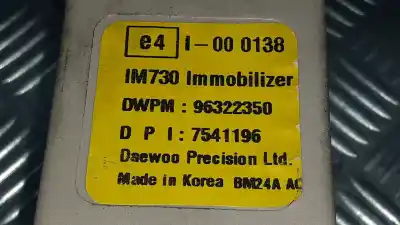 e4 I-00 0138
IM730 Immobilizer
DWPM : 96322350
D P I : 7541196
Daewoo Precision Ltd.
Made in Korea BM24A AC